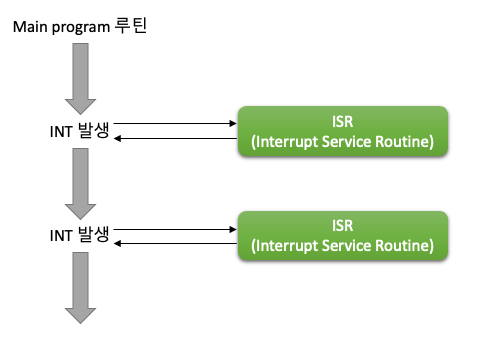 Main program 루틴
INT 발생
ISR
(Interrupt Service Routine)
INT 발생
ISR
(Interrupt Service Routine)